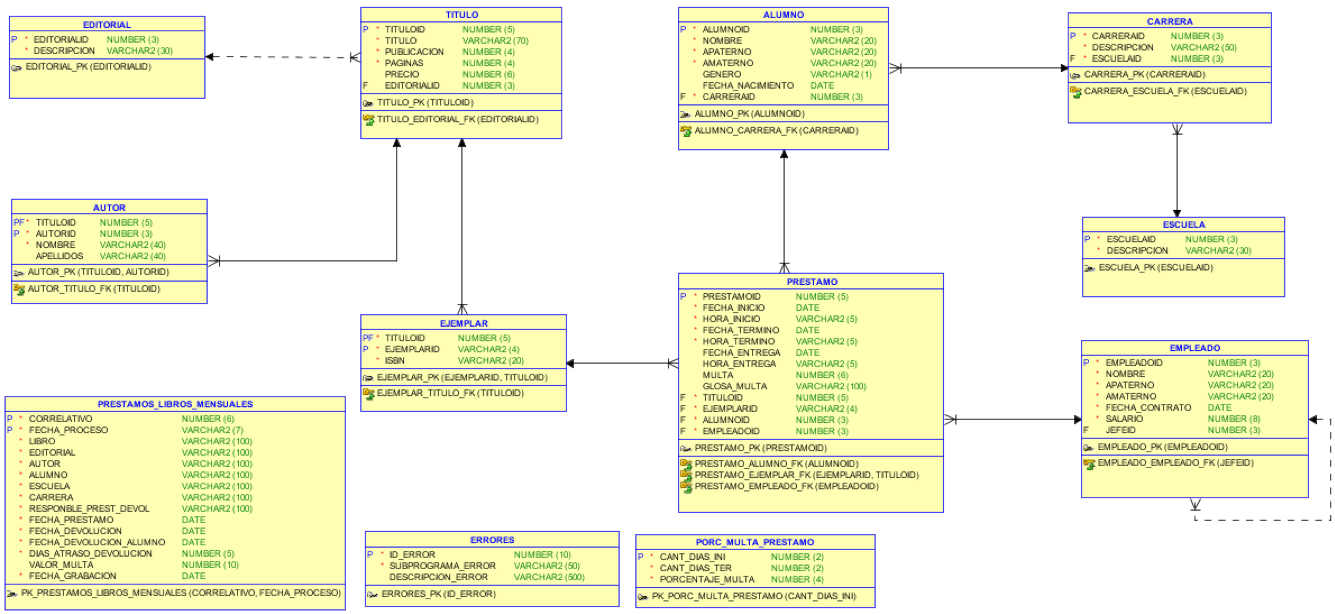 EDITORIAL
P * EDITORIALID NUMBER (3)
* DESCRIPCION VARCHAR2 (30)
EDITORIAL_PK (EDITORIALID)
TITULO
P * TITULOID NUMBER (5)
* TITULO VARCHAR2 (70)
* PUBLICACION NUMBER (4)
* PAGINAS NUMBER (4)
PRECIO NUMBER (6)
F EDITORIALID NUMBER (3)
TITULO_PK (TITULOID)
TITULO_EDITORIAL_FK (EDITORIALID)
ALUMNO
P * ALUMNOID NUMBER (3)
* NOMBRE VARCHAR2 (20)
* APATERNO VARCHAR2 (20)
* AMATERNO VARCHAR2 (20)
GENERO VARCHAR2 (1)
FECHA_NACIMIENTO DATE
F * CARRERAID NUMBER (3)
ALUMNO_PK (ALUMNOID)
ALUMNO_CARRERA_FK (CARRERAID)
CARRERA
P * CARRERAID NUMBER (3)
* DESCRIPCION VARCHAR2 (50)
F * ESCUELAID NUMBER (3)
CARRERA_PK (CARRERAID)
CARRERA_ESCUELA_FK (ESCUELAID)
AUTOR
PF * TITULOID NUMBER (5)
P * AUTORID NUMBER (3)
* NOMBRE VARCHAR2 (40)
APELLIDOS VARCHAR2 (40)
AUTOR_PK (TITULOID, AUTORID)
AUTOR_TITULO_FK (TITULOID)
ESCUELA
P * ESCUELAID NUMBER (3)
* DESCRIPCION VARCHAR2 (30)
ESCUELA_PK (ESCUELAID)
EJEMPLAR
PF * TITULOID NUMBER (5)
P * EJEMPLARID VARCHAR2 (4)
* ISBN VARCHAR2 (20)
EJEMPLAR_PK (EJEMPLARID, TITULOID)
EJEMPLAR_TITULO_FK (TITULOID)
PRESTAMO
P * PRESTAMOID NUMBER (5)
* FECHA_INICIO DATE
* HORA_INICIO VARCHAR2 (5)
* FECHA_TERMINO DATE
* HORA_TERMINO VARCHAR2 (5)
FECHA_ENTREGA DATE
HORA_ENTREGA VARCHAR2 (5)
MULTA NUMBER (6)
GLOSA_MULTA VARCHAR2 (100)
F * TITULOID NUMBER (5)
F * EJEMPLARID VARCHAR2 (4)
F * ALUMNOID NUMBER (3)
F * EMPLEADOID NUMBER (3)
PRESTAMO_PK (PRESTAMOID)
PRESTAMO_ALUMNO_FK (ALUMNOID)
PRESTAMO_EJEMPLAR_FK (EJEMPLARID, TITULOID)
PRESTAMO_EMPLEADO_FK (EMPLEADOID)
EMPLEADO
P * EMPLEADOID NUMBER (3)
* NOMBRE VARCHAR2 (20)
* APATERNO VARCHAR2 (20)
* AMATERNO VARCHAR2 (20)
* FECHA_CONTRATO DATE
* SALARIO NUMBER (8)
F JEFEID NUMBER (3)
EMPLEADO_PK (EMPLEADOID)
EMPLEADO_EMPLEADO_FK (JEFEID)
PRESTAMOS_LIBROS_MENSUALES
P * CORRELATIVO NUMBER (6)
P * FECHA_PROCESO VARCHAR2 (7)
* LIBRO VARCHAR2 (100)
* EDITORIAL VARCHAR2 (100)
* AUTOR VARCHAR2 (100)
* ALUMNO VARCHAR2 (100)
* ESCUELA VARCHAR2 (100)
* CARRERA VARCHAR2 (100)
* RESPONBLE_PREST_DEVOL VARCHAR2 (100)
* FECHA_PRESTAMO DATE
* FECHA_DEVOLUCION DATE
* FECHA_DEVOLUCION_ALUMNO DATE
* DIAS_ATRASO_DEVOLUCION NUMBER (5)
VALOR_MULTA NUMBER (10)
* FECHA_GRABACION DATE
PK_PRESTAMOS_LIBROS_MENSUALES (CORRELATIVO, FECHA_PROCESO)
ERRORES
P * ID_ERROR NUMBER (10)
* SUBPROGRAMA_ERROR VARCHAR2 (50)
DESCRIPCION_ERROR VARCHAR2 (500)
ERRORES_PK (ID_ERROR)
PORC_MULTA_PRESTAMO
P * CANT_DIAS_INI NUMBER (2)
* CANT_DIAS_TER NUMBER (2)
* PORCENTAJE_MULTA NUMBER (4)
PK_PORC_MULTA_PRESTAMO (CANT_DIAS_INI)